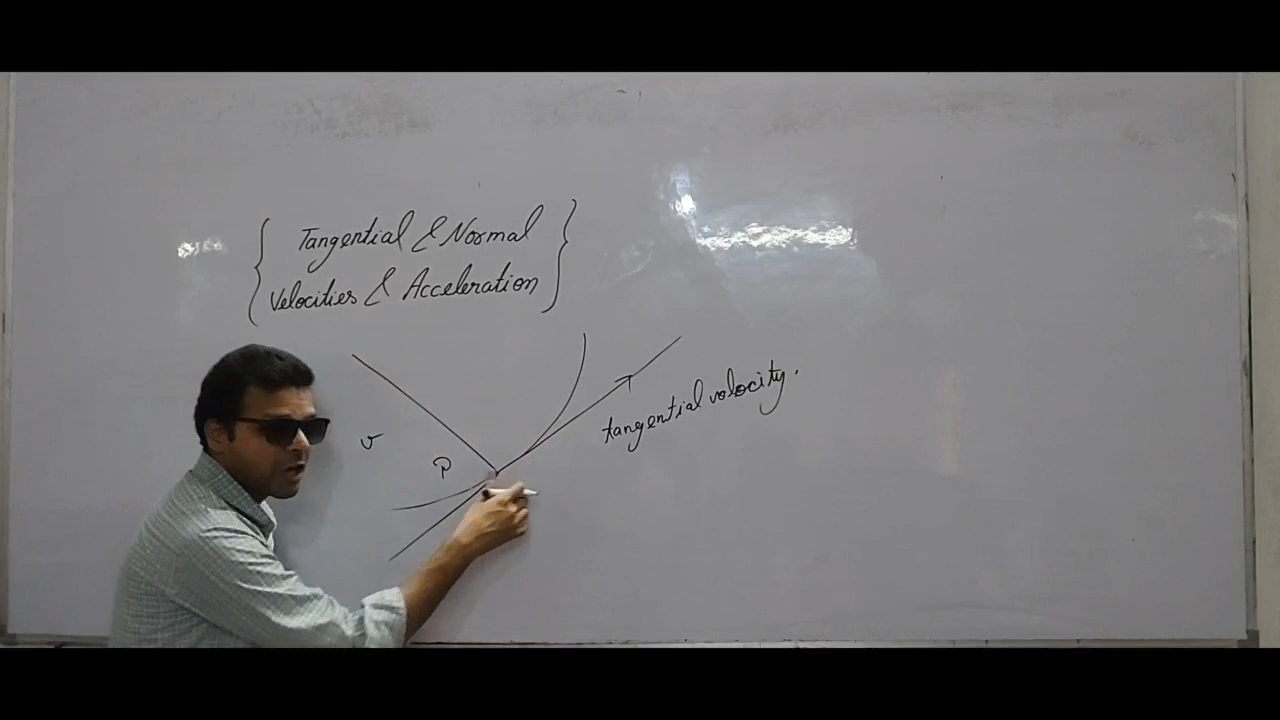 Tangential & Normal
Velocities & Acceleration
v
P
tangential velocity.